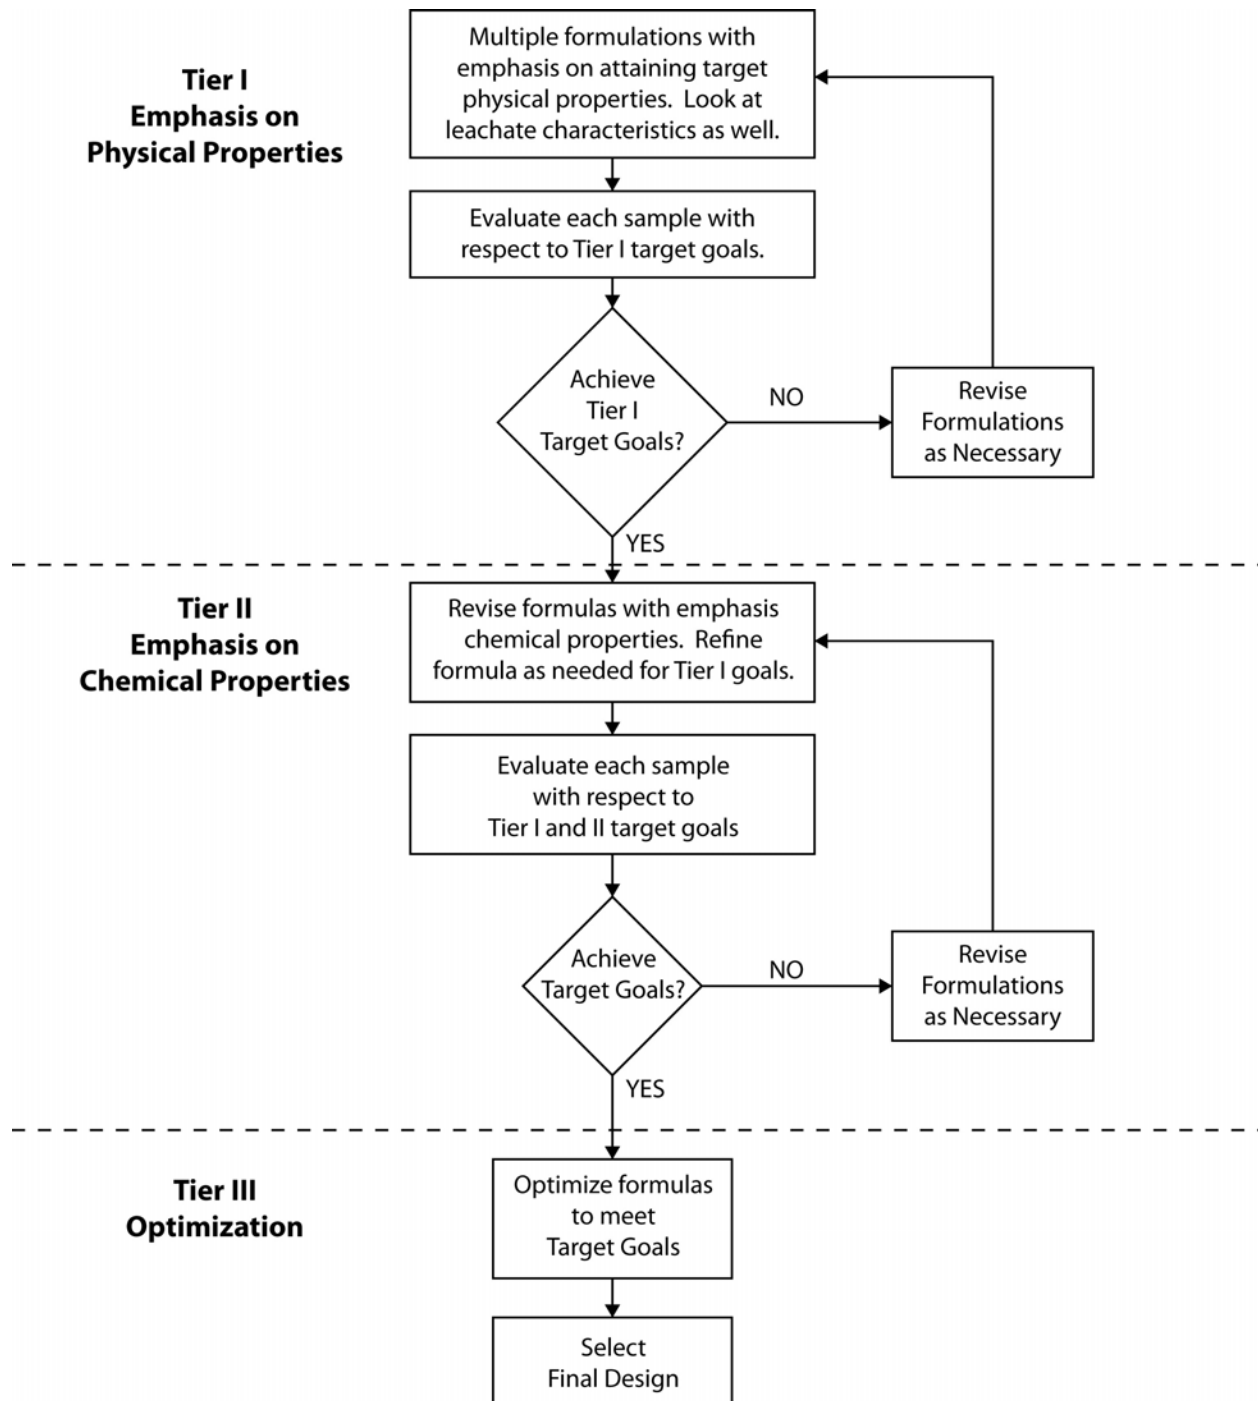 Tier I
Emphasis on
Physical Properties
Multiple formulations with
emphasis on attaining target
physical properties.  Look at
leachate characteristics as well.
Evaluate each sample with
respect to Tier I target goals.
Achieve
Tier I
Target Goals?
NO
Revise
Formulations
as Necessary
YES
Tier II
Emphasis on
Chemical Properties
Revise formulas with emphasis
chemical properties.  Refine
formula as needed for Tier I goals.
Evaluate each sample
with respect to
Tier I and II target goals
Achieve
Target Goals?
NO
Revise
Formulations
as Necessary
YES
Tier III
Optimization
Optimize formulas
to meet
Target Goals
Select
Final Design